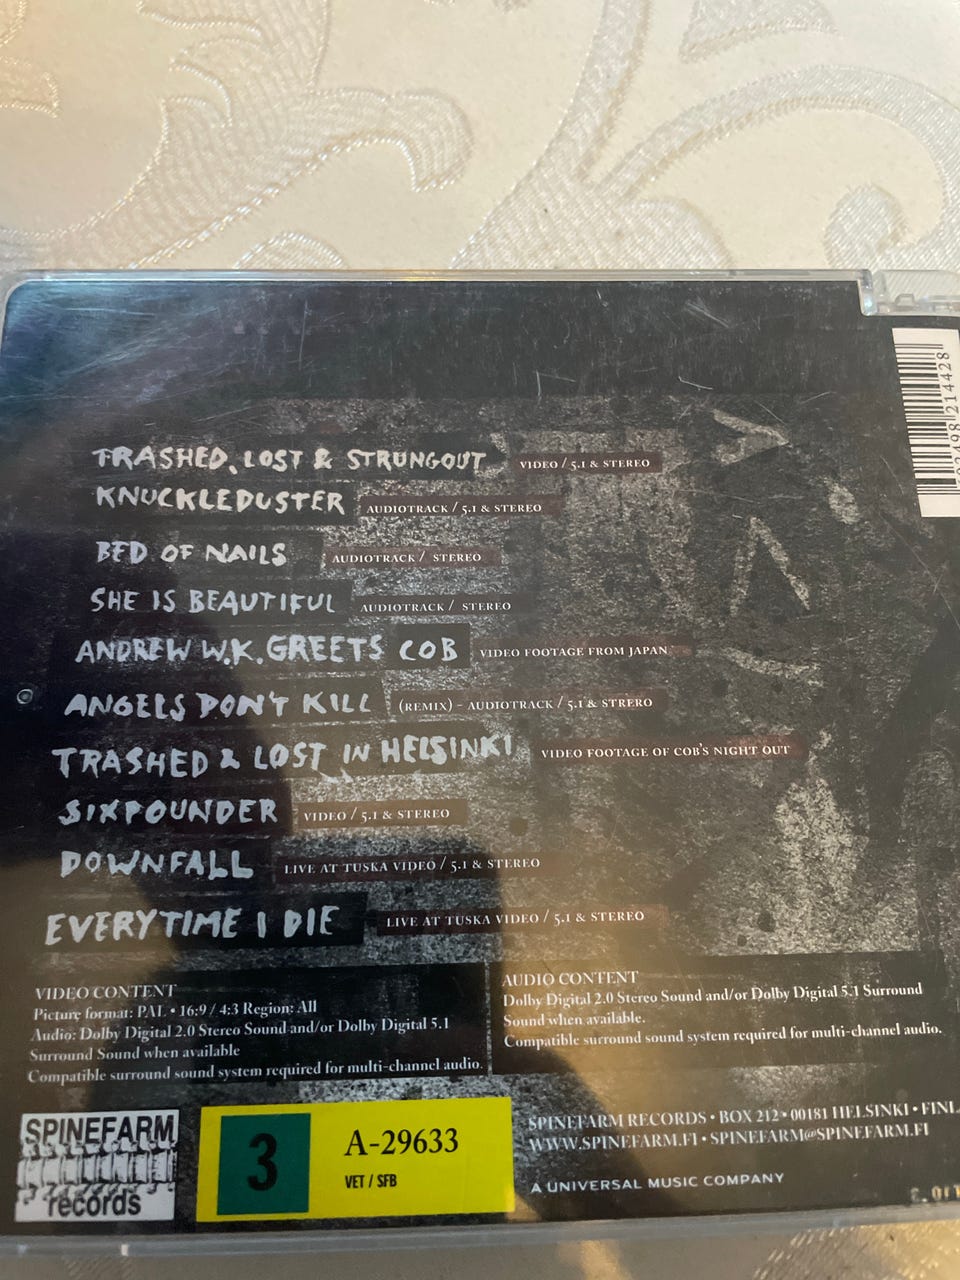 TRASHED, LOST & STRUNGOUT VIDEO / 5.1 & STEREO
KNUCKLEDUSTER AUDIOTRACK / 5.1 & STEREO
BED OF NAILS AUDIOTRACK / STEREO
SHE IS BEAUTIFUL AUDIOTRACK / STEREO
ANDREW W.K. GREETS COB VIDEO FOOTAGE FROM JAPAN
ANGELS DON'T KILL (REMIX) - AUDIOTRACK / 5.1 & STRERO
TRASHED & LOST IN HELSINKI VIDEO FOOTAGE OF COB'S NIGHT OUT
SIXPOUNDER VIDEO / 5.1 & STEREO
DOWNFALL LIVE AT TUSKA VIDEO / 5.1 & STEREO
EVERYTIME I DIE LIVE AT TUSKA VIDEO / 5.1 & STEREO
VIDEO CONTENT
Picture format: PAL • 16:9 / 4:3 Region: All
Audio: Dolby Digital 2.0 Stereo Sound and/or Dolby Digital 5.1
Surround Sound when available
Compatible surround sound system required for multi-channel audio.
AUDIO CONTENT
Dolby Digital 2.0 Stereo Sound and/or Dolby Digital 5.1 Surround
Sound when available.
Compatible surround sound system required for multi-channel audio.
SPINEFARM
records
3
A-29633
VET / SFB
SPINEFARM RECORDS • BOX 212 • 00181 HELSINKI • FINL
WWW.SPINEFARM.FI • SPINEFARM@SPINEFARM.FI
A UNIVERSAL MUSIC COMPANY